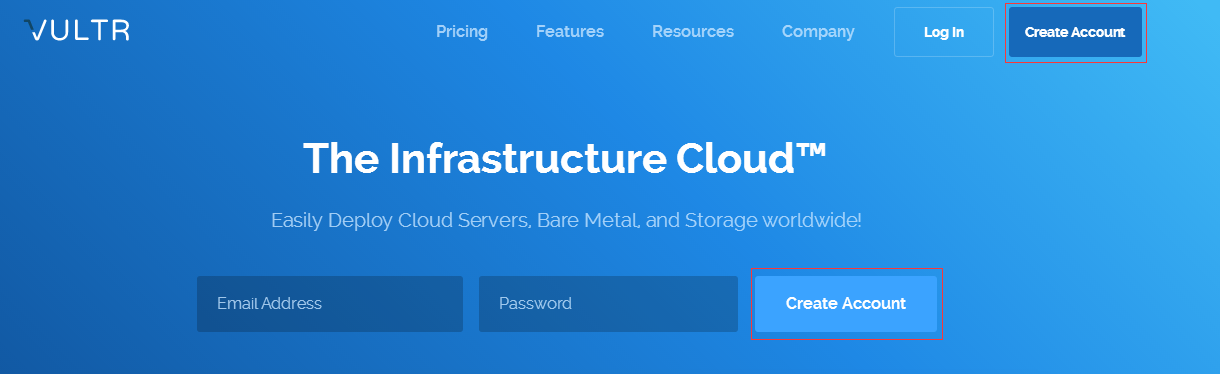 VULTR Pricing Features Resources Company Log In Create Account
The Infrastructure Cloud™
Easily Deploy Cloud Servers, Bare Metal, and Storage worldwide!
Email Address Password Create Account